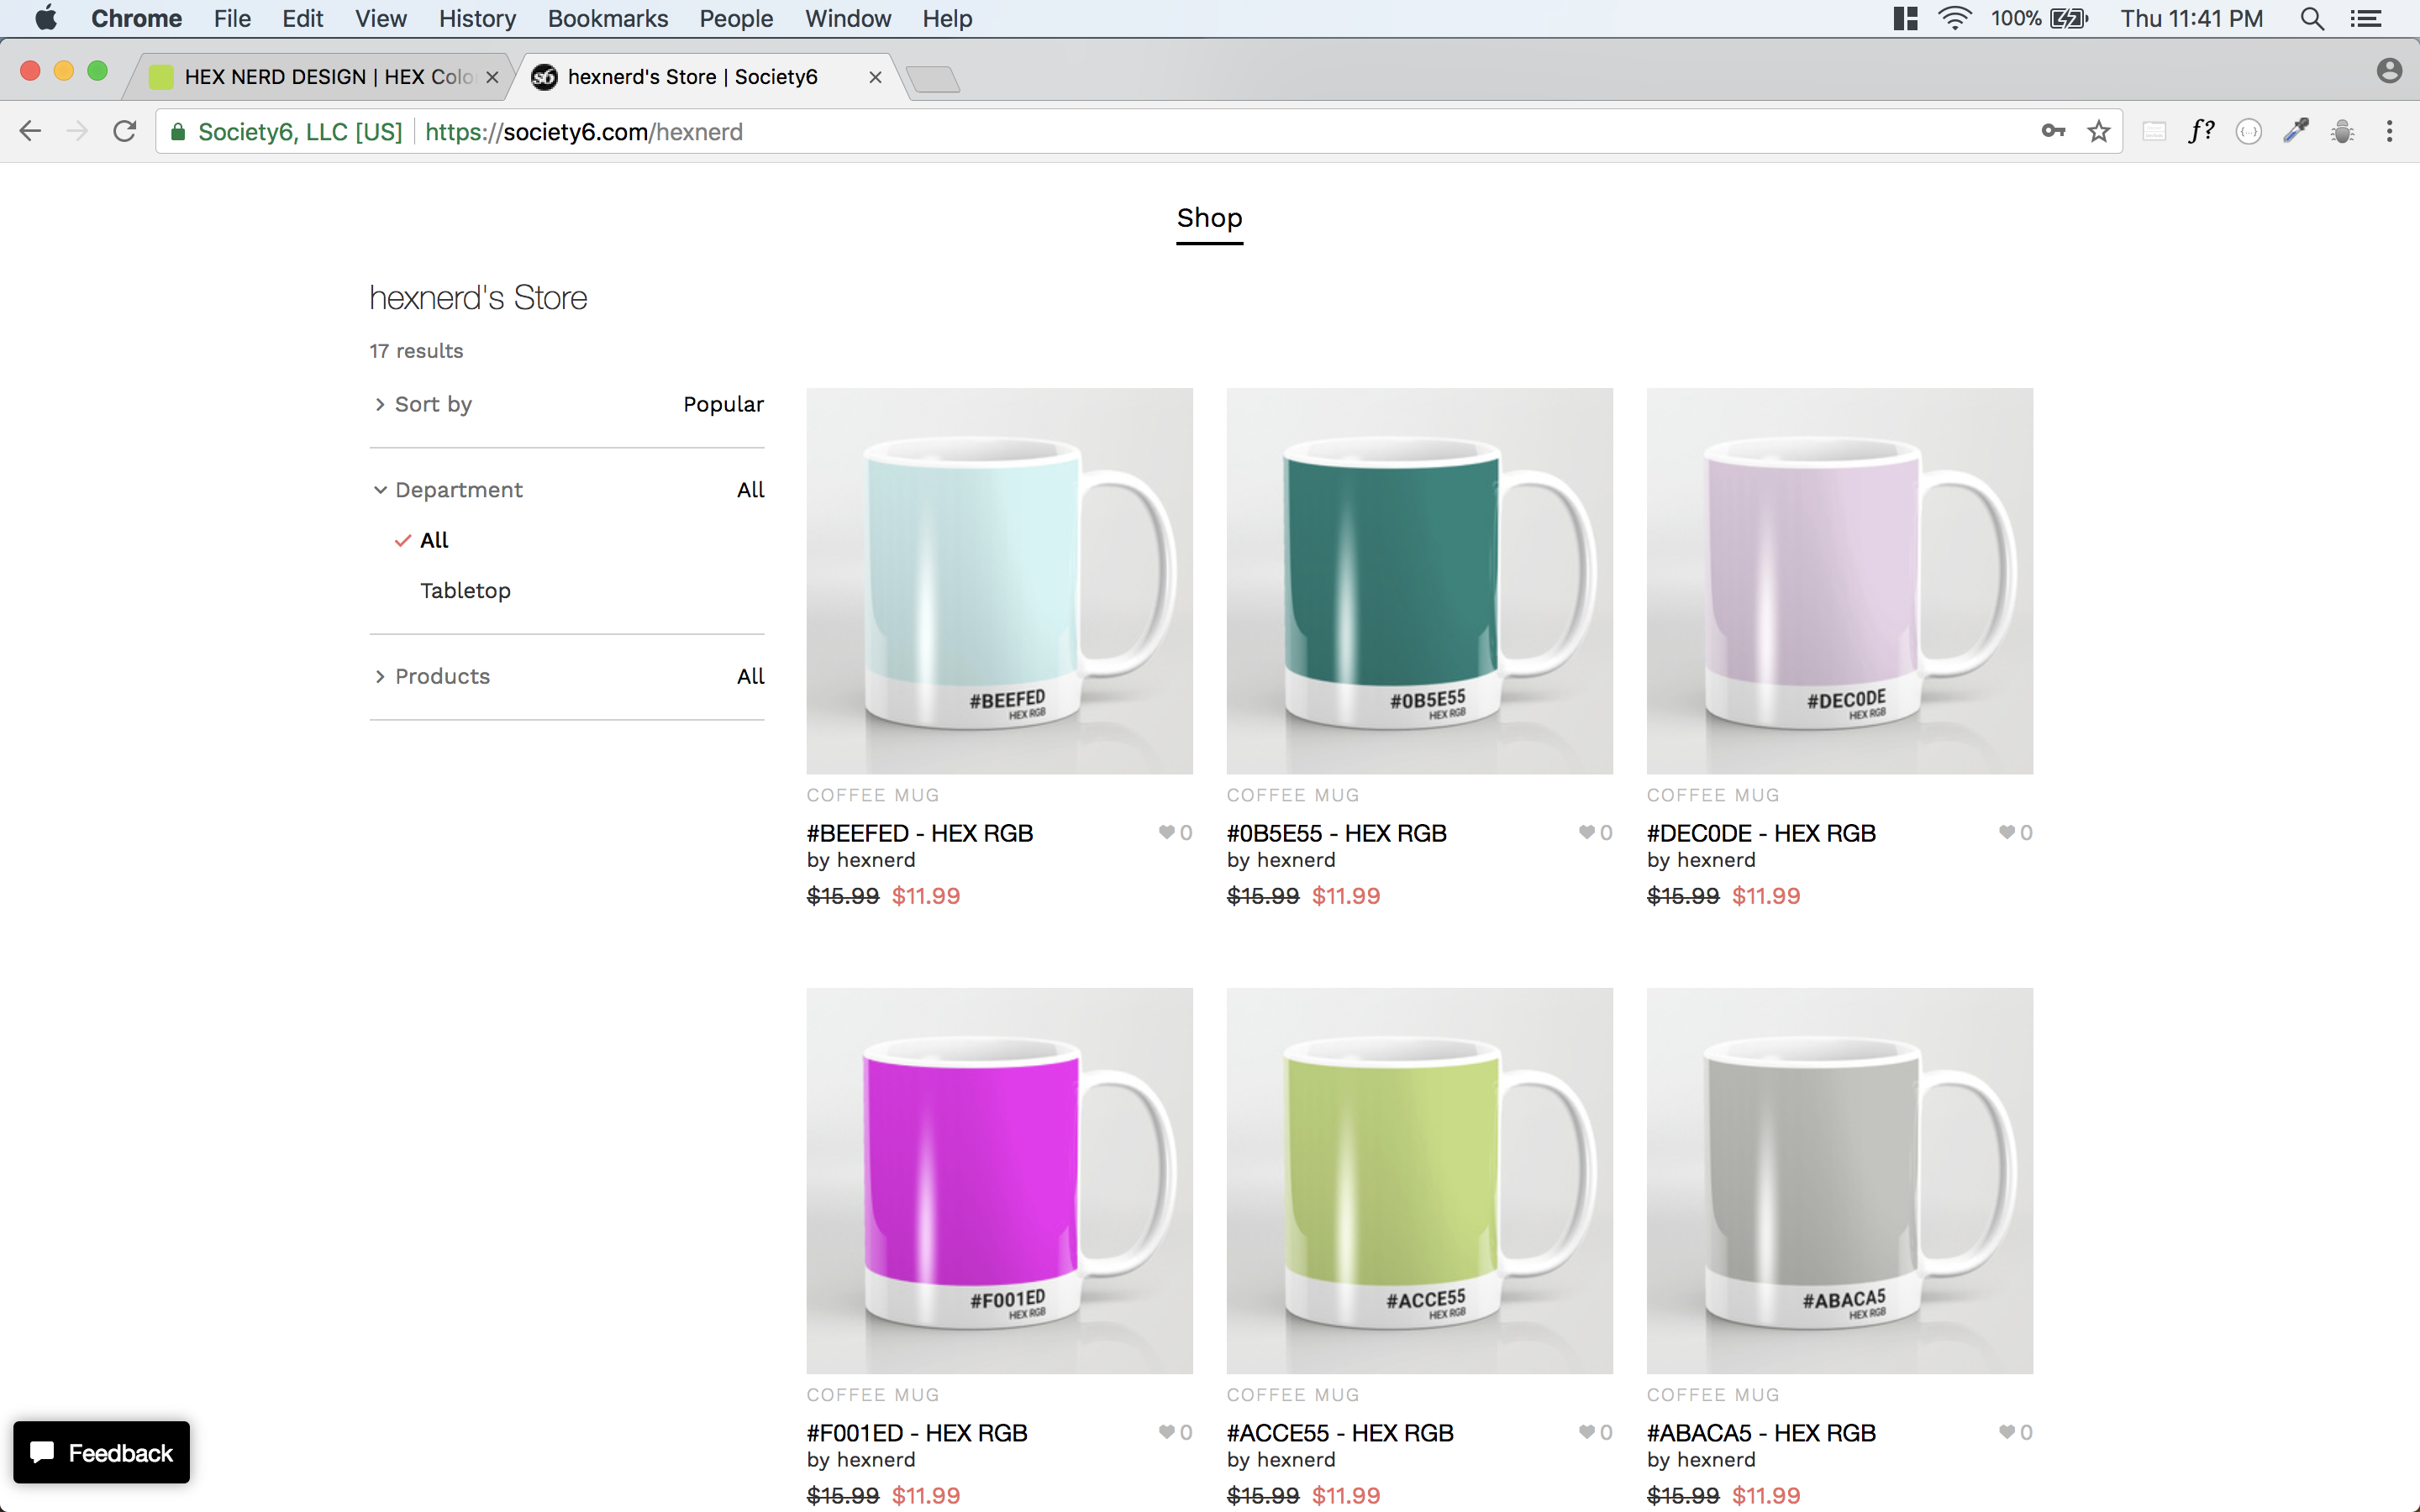 Chrome File Edit View History Bookmarks People Window Help 100% Thu 11:41 PM
HEX NERD DESIGN | HEX Colo hexnerd's Store | Society6
Society6, LLC [US] https://society6.com/hexnerd f?
Shop
hexnerd's Store
17 results
Sort by Popular
Department All
All
Tabletop
Products All
#BEEFED
HEX RGB
#0B5E55
HEX RGB
#DEC0DE
HEX RGB
COFFEE MUG COFFEE MUG COFFEE MUG
#BEEFED - HEX RGB 0 #0B5E55 - HEX RGB 0 #DEC0DE - HEX RGB 0
by hexnerd by hexnerd by hexnerd
$15.99 $11.99 $15.99 $11.99 $15.99 $11.99
#F001ED
HEX RGB
#ACCE55
HEX RGB
#ABACA5
HEX RGB
COFFEE MUG COFFEE MUG COFFEE MUG
#F001ED - HEX RGB 0 #ACCE55 - HEX RGB 0 #ABACA5 - HEX RGB 0
by hexnerd by hexnerd by hexnerd
$15.99 $11.99 $15.99 $11.99 $15.99 $11.99
Feedback